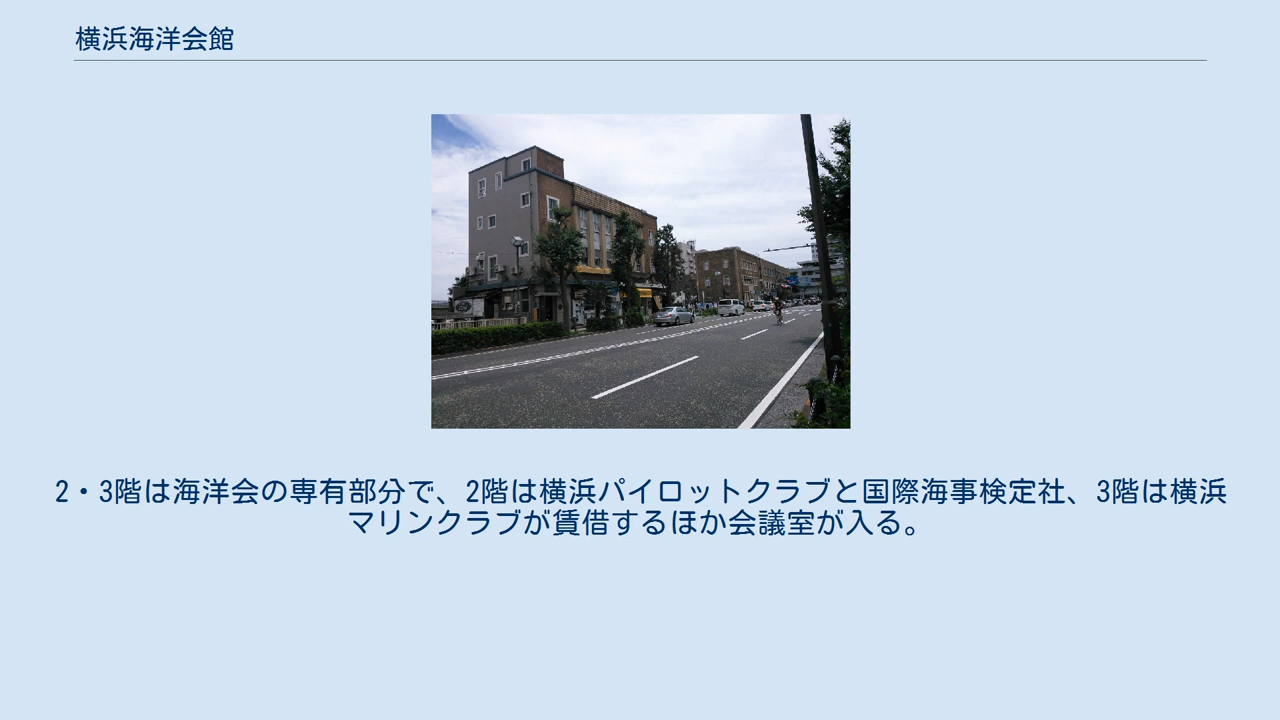 横浜海洋会館
2・3階は海洋会の専有部分で、2階は横浜パイロットクラブと国際海事検定社、3階は横浜
マリンクラブが賃借するほか会議室が入る。